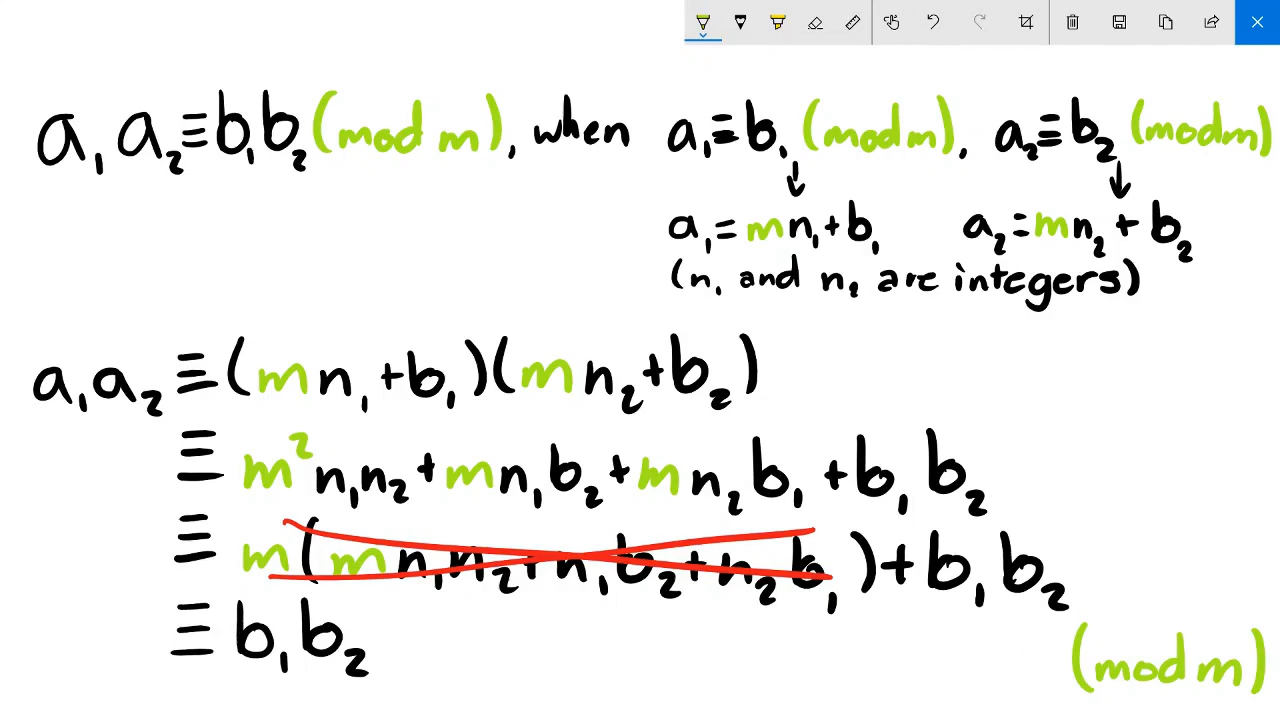 a₁a₂≡b₁b₂(mod m), when a₁≡b₁(mod m), a₂≡b₂(mod m)
↓ ↓
a₁=mn₁+b₁ a₂=mn₂+b₂
(n₁ and n₂ are integers)
a₁a₂≡(mn₁+b₁)(mn₂+b₂)
≡m²n₁n₂+mn₁b₂+mn₂b₁+b₁b₂
≡m(mn₁n₂+n₁b₂+n₂b₁)+b₁b₂
≡b₁b₂
(mod m)